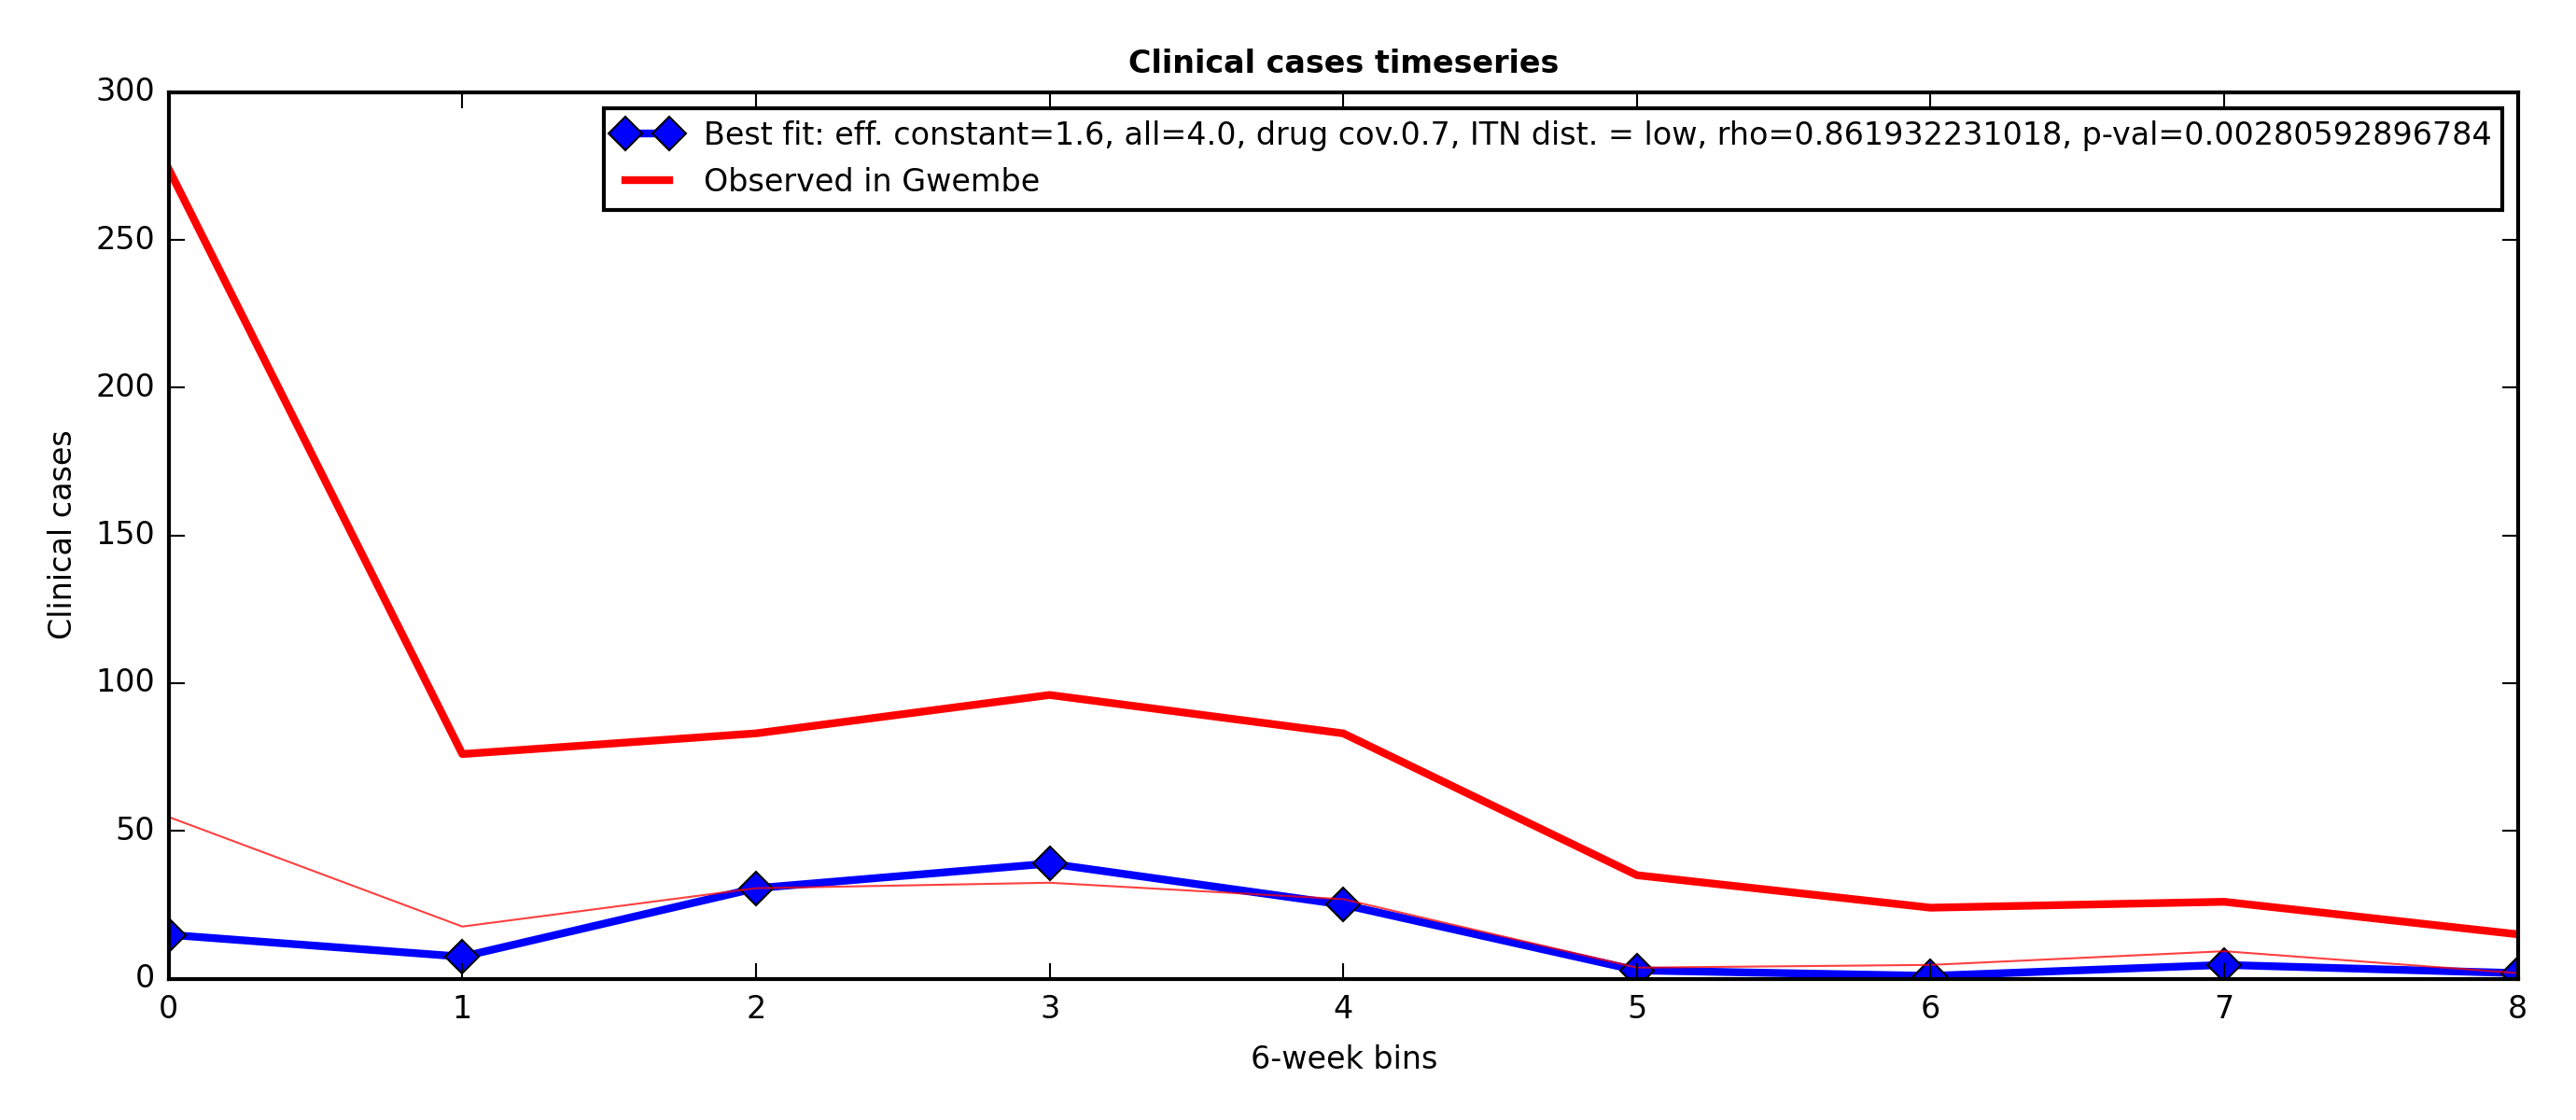 Clinical cases timeseries
300
250
200
150
100
50
0
Clinical cases
Best fit: eff. constant=1.6, all=4.0, drug cov.0.7, ITN dist. = low, rho=0.861932231018, p-val=0.00280592896784
Observed in Gwembe
0 1 2 3 4 5 6 7 8
6-week bins